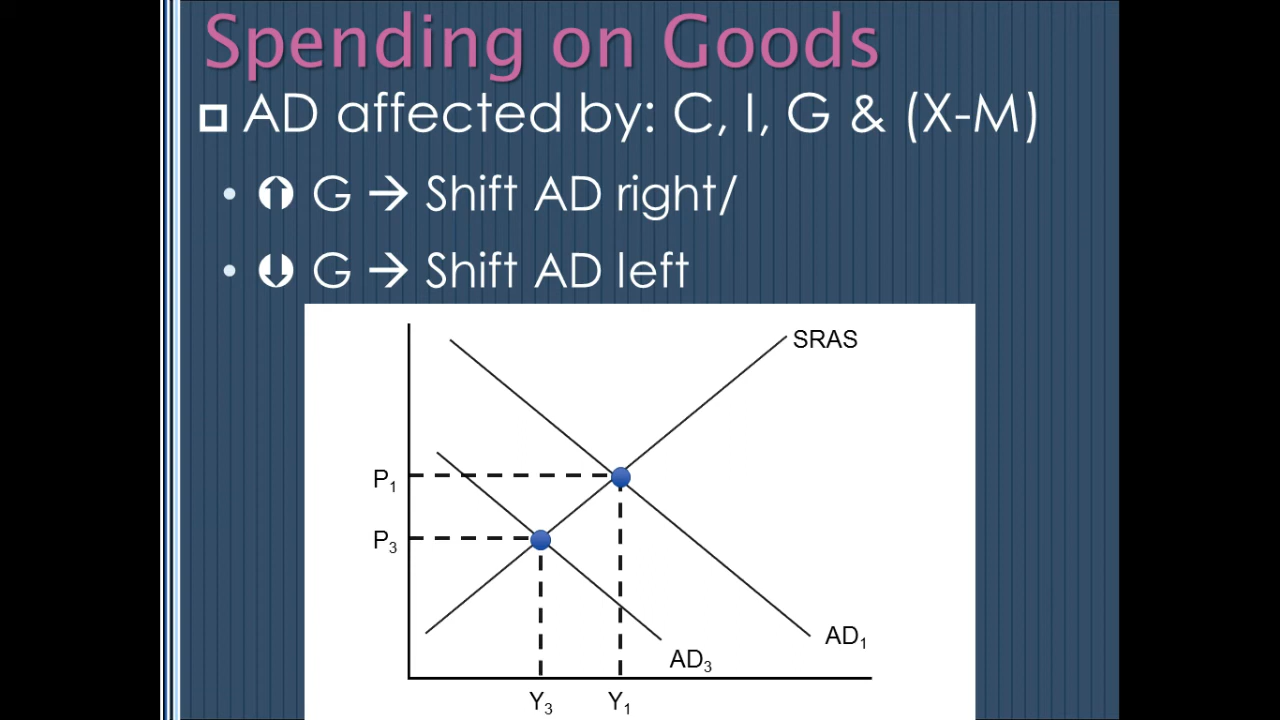 Spending on Goods
AD affected by: C, I, G & (X-M)
• ⬆ G → Shift AD right/
• ⬇ G → Shift AD left
SRAS
P₁
P₃
AD₁
AD₃
Y₃ Y₁